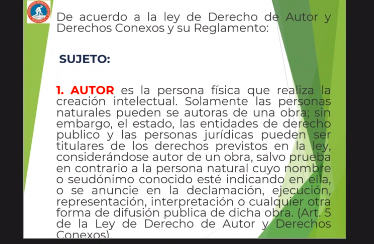 De acuerdo a la ley de Derecho de Autor y
Derechos Conexos y su Reglamento:
SUJETO:
1. AUTOR es la persona física que realiza la
creación intelectual. Solamente las personas
naturales pueden se autoras de una obra; sin
embargo, el estado, las entidades de derecho
publico y las personas jurídicas pueden ser
titulares de los derechos previstos en la ley,
considerándose autor de un obra, salvo prueba
en contrario a la persona natural cuyo nombre
o seudónimo conocido esté indicando en ella,
o se anuncie en la declamación, ejecución,
representación, interpretación o cualquier otra
forma de difusión publica de dicha obra. (Art. 5
de la Ley de Derecho de Autor y Derechos
Conexos)